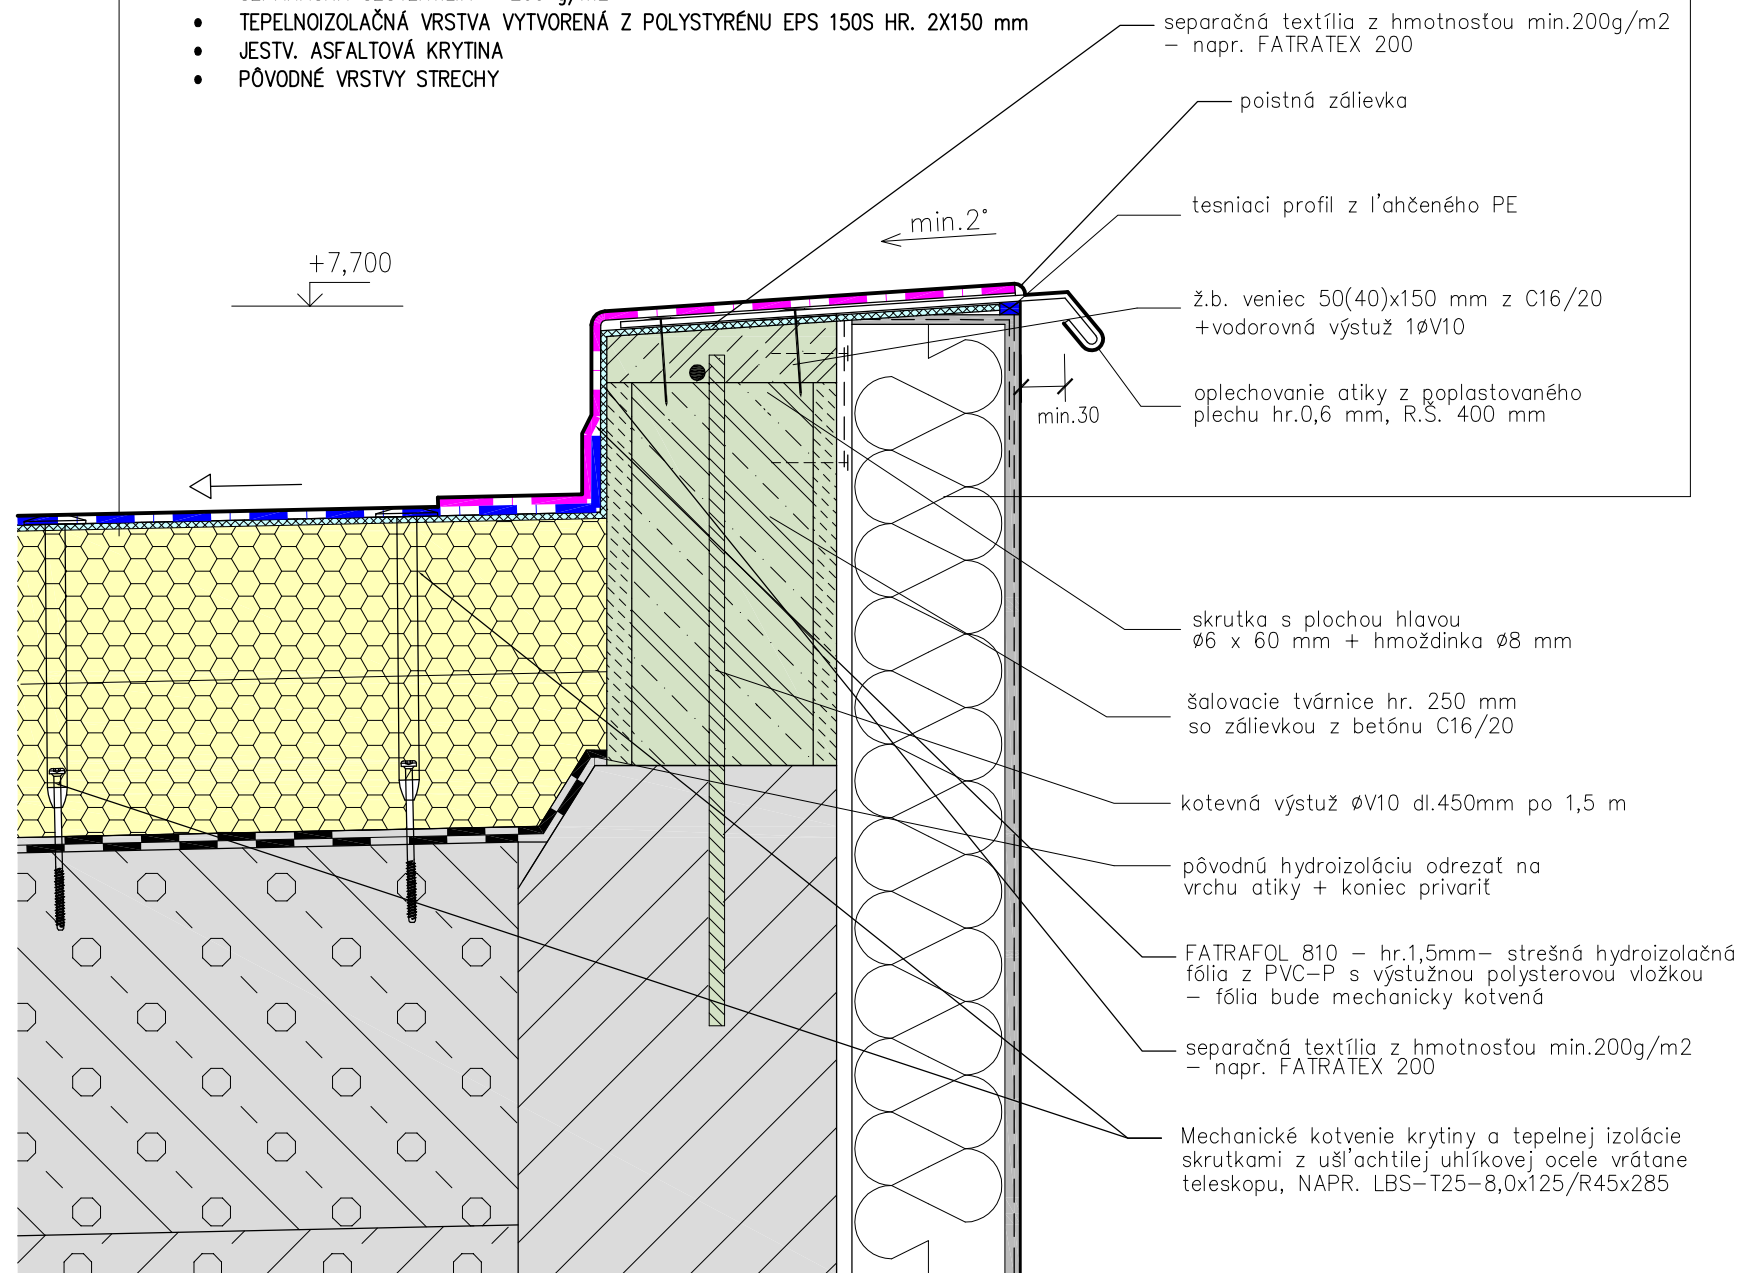 • TEPELNOIZOLAČNÁ VRSTVA VYTVORENÁ Z POLYSTYRÉNU EPS 150S HR. 2X150 mm
• JESTV. ASFALTOVÁ KRYTINA
• PÔVODNÉ VRSTVY STRECHY
separačná textília z hmotnosťou min.200g/m2
– napr. FATRATEX 200
poistná zálievka
tesniaci profil z ľahčeného PE
min.2°
+7,700
ž.b. veniec 50(40)x150 mm z C16/20
+vodorovná výstuž 1øV10
oplechovanie atiky z poplastovaného
plechu hr.0,6 mm, R.Š. 400 mm
min.30
skrutka s plochou hlavou
ø6 x 60 mm + hmoždinka ø8 mm
šalovacie tvárnice hr. 250 mm
so zálievkou z betónu C16/20
kotevná výstuž øV10 dl.450mm po 1,5 m
pôvodnú hydroizoláciu odrezať na
vrchu atiky + koniec privariť
FATRAFOL 810 – hr.1,5mm– strešná hydroizolačná
fólia z PVC–P s výstužnou polysterovou vložkou
– fólia bude mechanicky kotvená
separačná textília z hmotnosťou min.200g/m2
– napr. FATRATEX 200
Mechanické kotvenie krytiny a tepelnej izolácie
skrutkami z ušľachtilej uhlíkovej ocele vrátane
teleskopu, NAPR. LBS–T25–8,0x125/R45x285